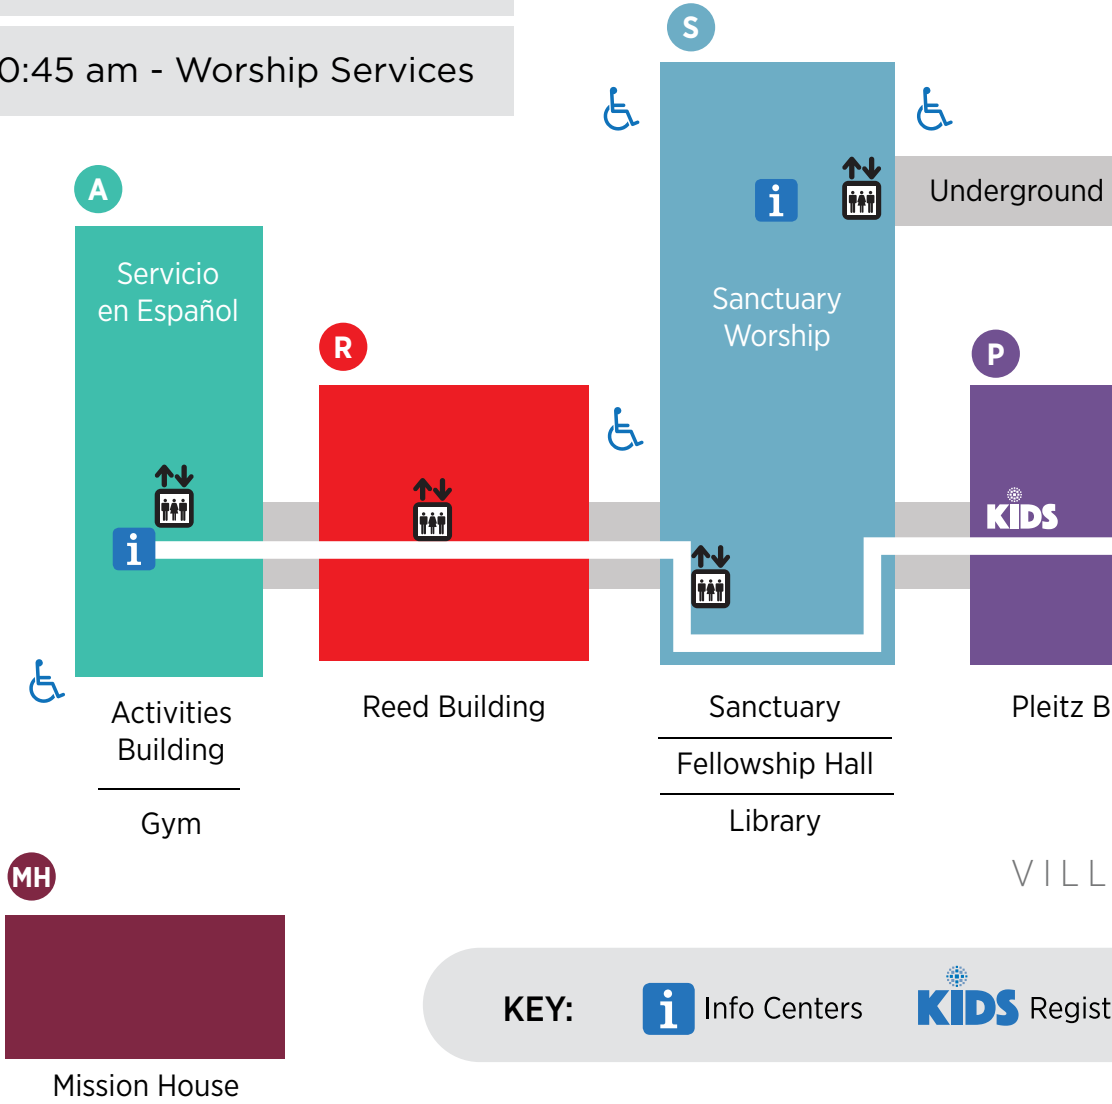 0:45 am - Worship Services
S
Underground
A
Servicio
en Español
i
Sanctuary
Worship
R
P
KIDS
i
Activities
Building
Gym
Reed Building
Sanctuary
Fellowship Hall
Library
Pleitz B
VILL
MH
Mission House
KEY:
i Info Centers
KIDS Regist